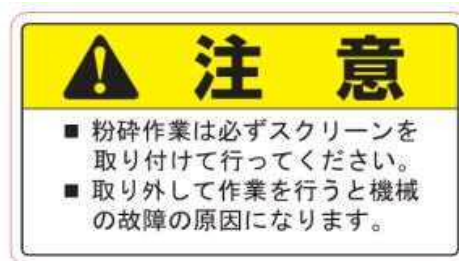 注意
■ 粉砕作業は必ずスクリーンを
取り付けて行ってください。
■ 取り外して作業を行うと機械
の故障の原因になります。